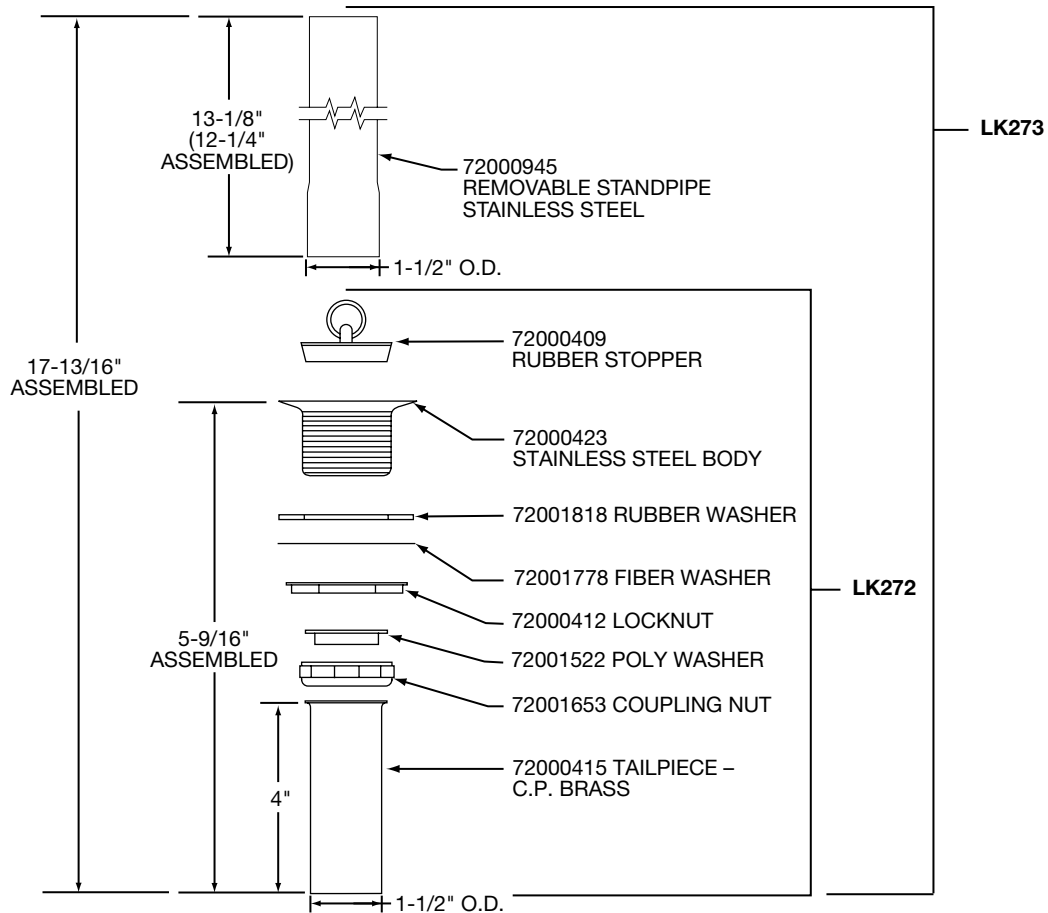 13-1/8"
(12-1/4"
ASSEMBLED)
LK273
72000945
REMOVABLE STANDPIPE
STAINLESS STEEL
1-1/2" O.D.
72000409
RUBBER STOPPER
17-13/16"
ASSEMBLED
72000423
STAINLESS STEEL BODY
72001818 RUBBER WASHER
72001778 FIBER WASHER
LK272
72000412 LOCKNUT
5-9/16"
ASSEMBLED
72001522 POLY WASHER
72001653 COUPLING NUT
72000415 TAILPIECE –
C.P. BRASS
4"
1-1/2" O.D.